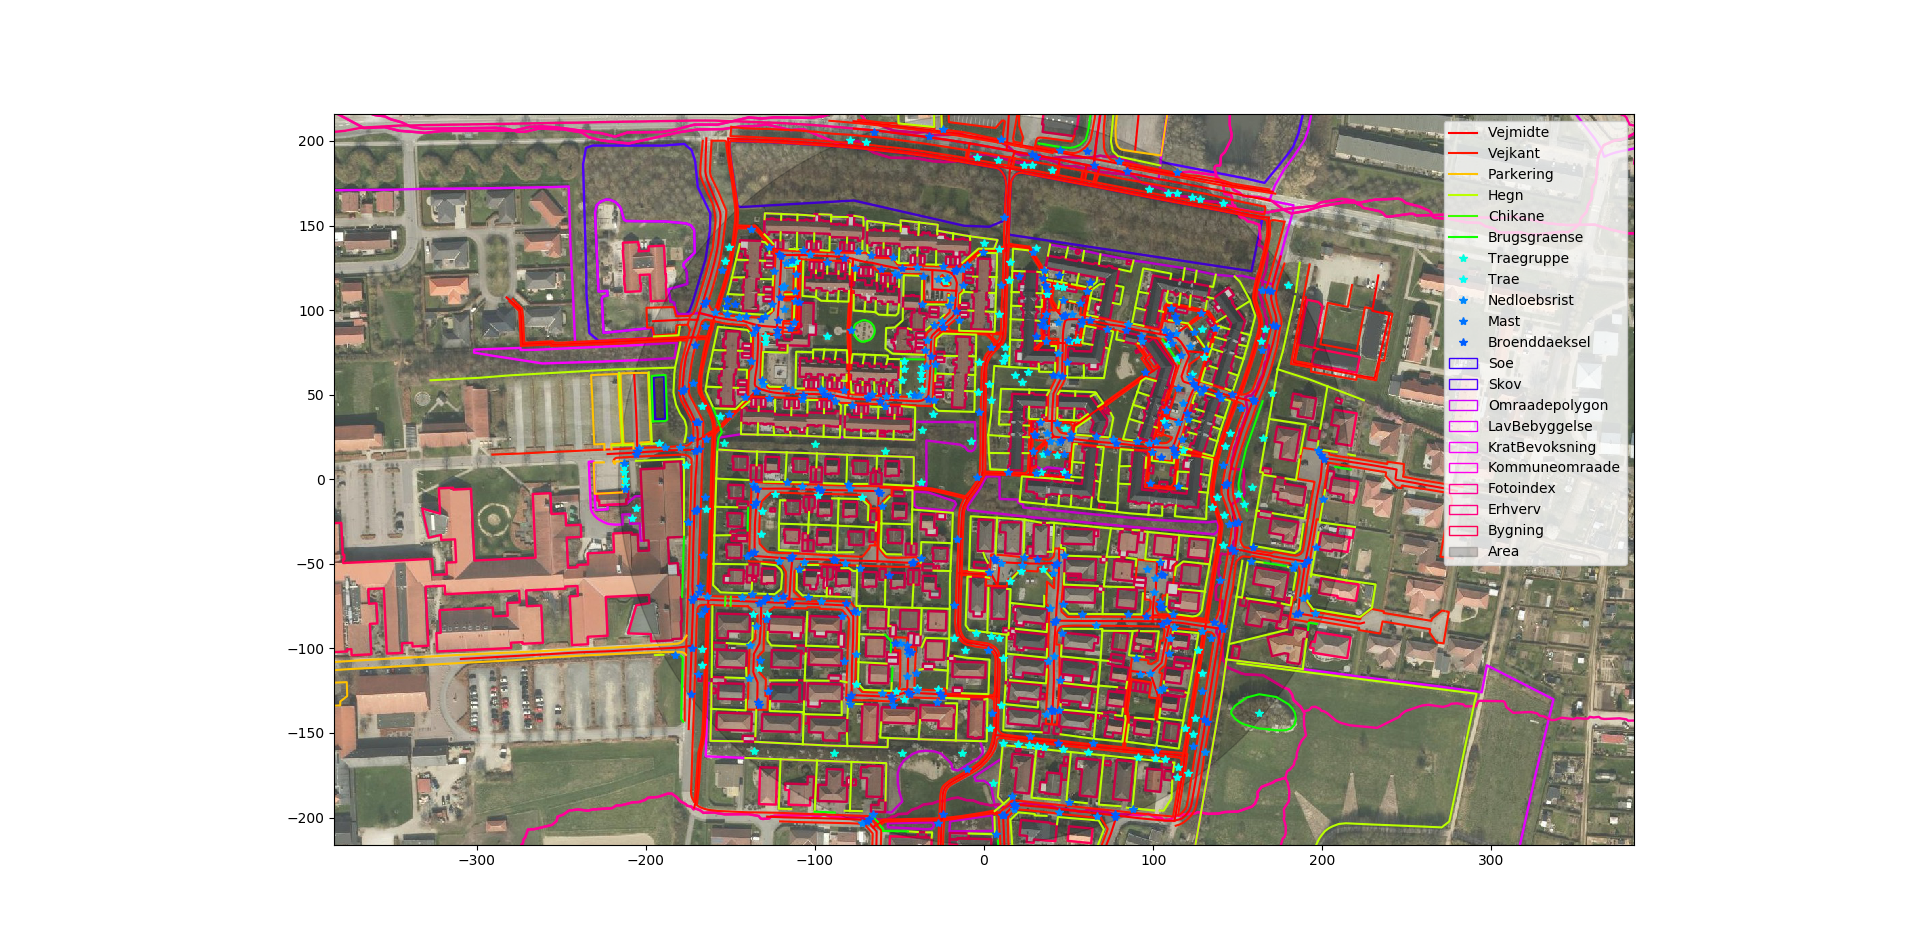 200
150
100
50
0
−50
−100
−150
−200
−300
−200
−100
0
100
200
300
Vejmidte
Vejkant
Parkering
Hegn
Chikane
Brugsgraense
Traegruppe
Trae
Nedloebsrist
Mast
Broenddaeksel
Soe
Skov
Omraadepolygon
LavBebyggelse
KratBevoksning
Kommuneomraade
Fotoindex
Erhverv
Bygning
Area